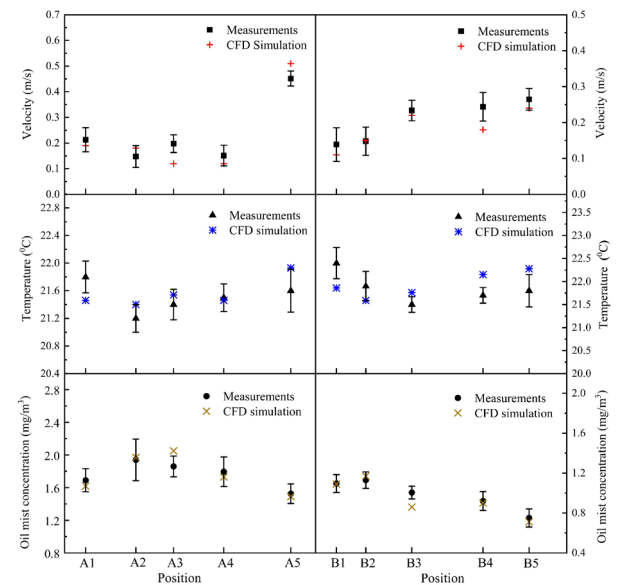 0.7
0.6
0.5
0.4
0.3
0.2
0.1
0.0
Velocity (m/s)
Measurements
CFD Simulation
Measurements
CFD Simulation
0.5
0.4
0.3
0.2
0.1
0.0
Velocity (m/s)
22.8
22.4
22.0
21.6
21.2
20.8
Temperature (⁰C)
Measurements
CFD simulation
Measurements
CFD simulation
23.5
23.0
22.5
22.0
21.5
21.0
20.5
20.0
Temperature (⁰C)
2.8
2.4
2.0
1.6
1.2
0.8
Oil mist concentration (mg/m³)
Measurements
CFD simulation
Measurements
CFD simulation
2.0
1.6
1.2
0.8
0.4
Oil mist concentration (mg/m³)
A1 A2 A3 A4 A5 B1 B2 B3 B4 B5
Position Position